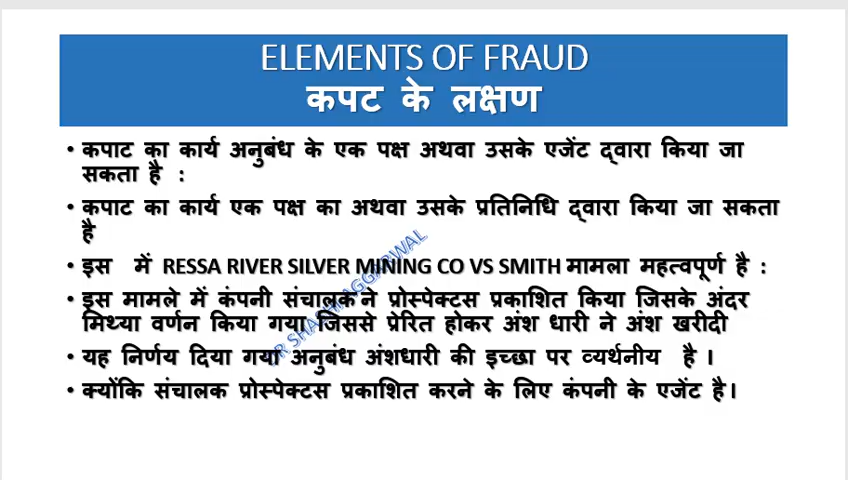 ELEMENTS OF FRAUD
कपट के लक्षण
• कपाट का कार्य अनुबंध के एक पक्ष अथवा उसके एजेंट द्वारा किया जा
सकता है :
• कपाट का कार्य एक पक्ष का अथवा उसके प्रतिनिधि द्वारा किया जा सकता
है
• इस में RESSA RIVER SILVER MINING CO VS SMITH मामला महत्वपूर्ण है :
• इस मामले में कंपनी संचालक ने प्रोस्पेक्टस प्रकाशित किया जिसके अंदर
मिथ्या वर्णन किया गया जिससे प्रेरित होकर अंश धारी ने अंश खरीदी
• यह निर्णय दिया गया अनुबंध अंशधारी की इच्छा पर व्यर्थनीय है ।
• क्योंकि संचालक प्रोस्पेक्टस प्रकाशित करने के लिए कंपनी के एजेंट है।
DR SHASHI AGGARWAL